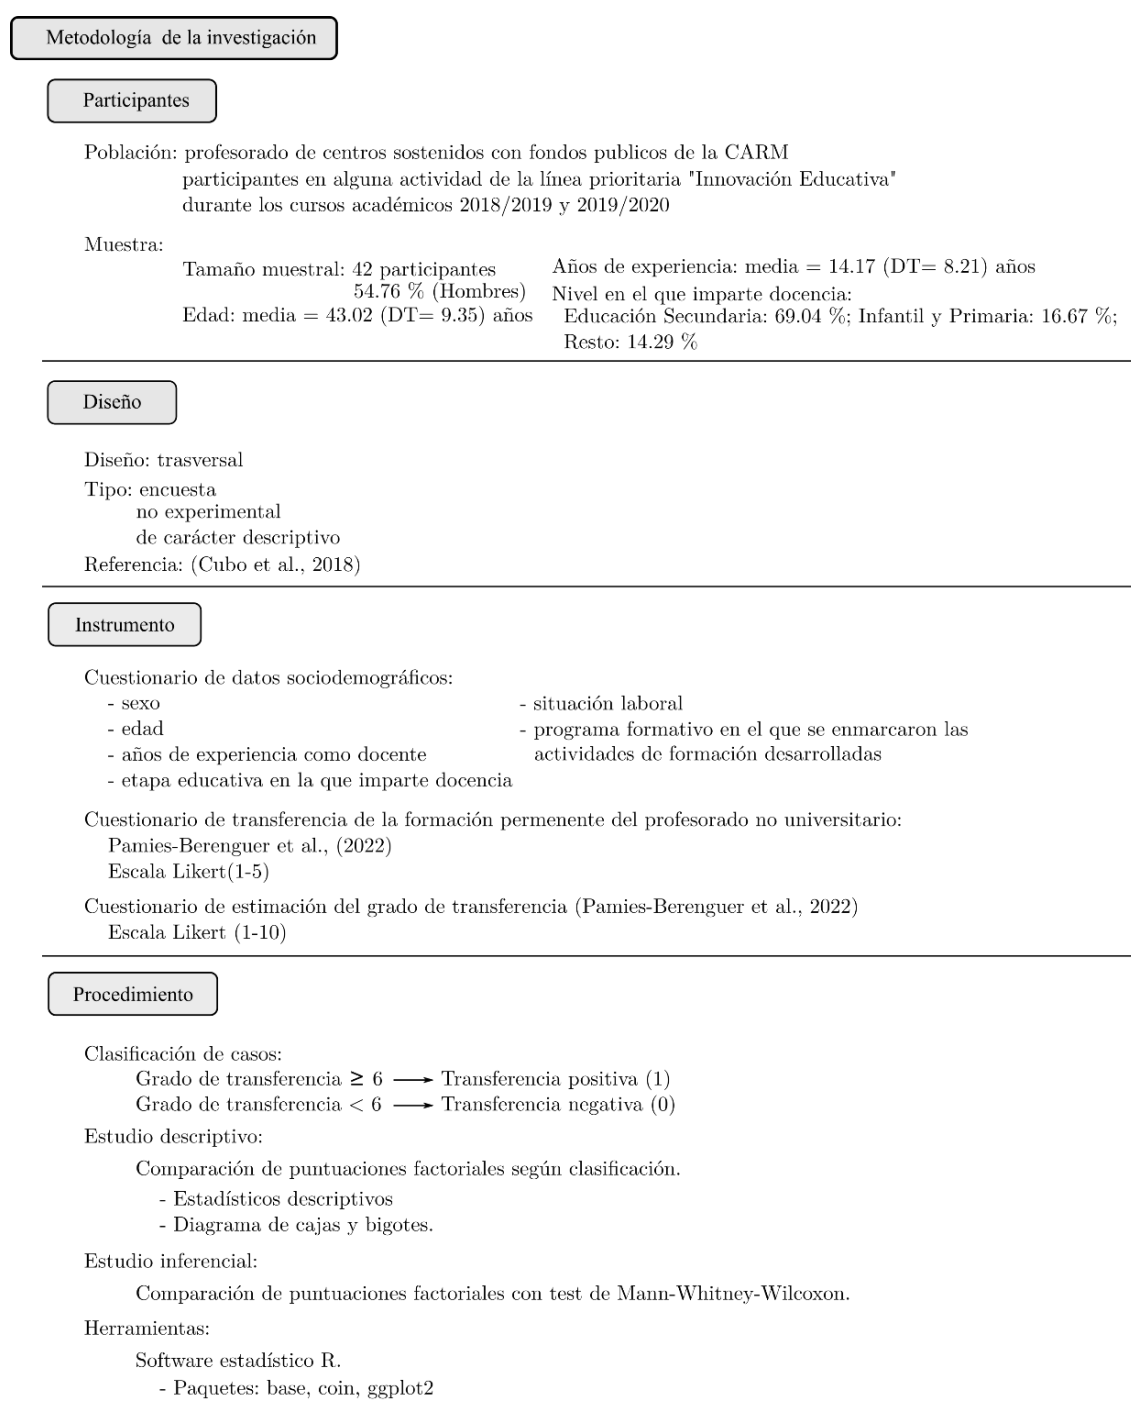 Metodología de la investigación
Participantes
Población: profesorado de centros sostenidos con fondos publicos de la CARM
participantes en alguna actividad de la línea prioritaria "Innovación Educativa"
durante los cursos académicos 2018/2019 y 2019/2020
Muestra:
Tamaño muestral: 42 participantes
54.76 % (Hombres)
Edad: media = 43.02 (DT= 9.35) años
Años de experiencia: media = 14.17 (DT= 8.21) años
Nivel en el que imparte docencia:
Educación Secundaria: 69.04 %; Infantil y Primaria: 16.67 %;
Resto: 14.29 %
Diseño
Diseño: trasversal
Tipo: encuesta
no experimental
de carácter descriptivo
Referencia: (Cubo et al., 2018)
Instrumento
Cuestionario de datos sociodemográficos:
- sexo
- edad
- años de experiencia como docente
- etapa educativa en la que imparte docencia
- situación laboral
- programa formativo en el que se enmarcaron las
actividades de formación desarrolladas
Cuestionario de transferencia de la formación permenente del profesorado no universitario:
Pamies-Berenguer et al., (2022)
Escala Likert(1-5)
Cuestionario de estimación del grado de transferencia (Pamies-Berenguer et al., 2022)
Escala Likert (1-10)
Procedimiento
Clasificación de casos:
Grado de transferencia ≥ 6 ⟶ Transferencia positiva (1)
Grado de transferencia < 6 ⟶ Transferencia negativa (0)
Estudio descriptivo:
Comparación de puntuaciones factoriales según clasificación.
- Estadísticos descriptivos
- Diagrama de cajas y bigotes.
Estudio inferencial:
Comparación de puntuaciones factoriales con test de Mann-Whitney-Wilcoxon.
Herramientas:
Software estadístico R.
- Paquetes: base, coin, ggplot2